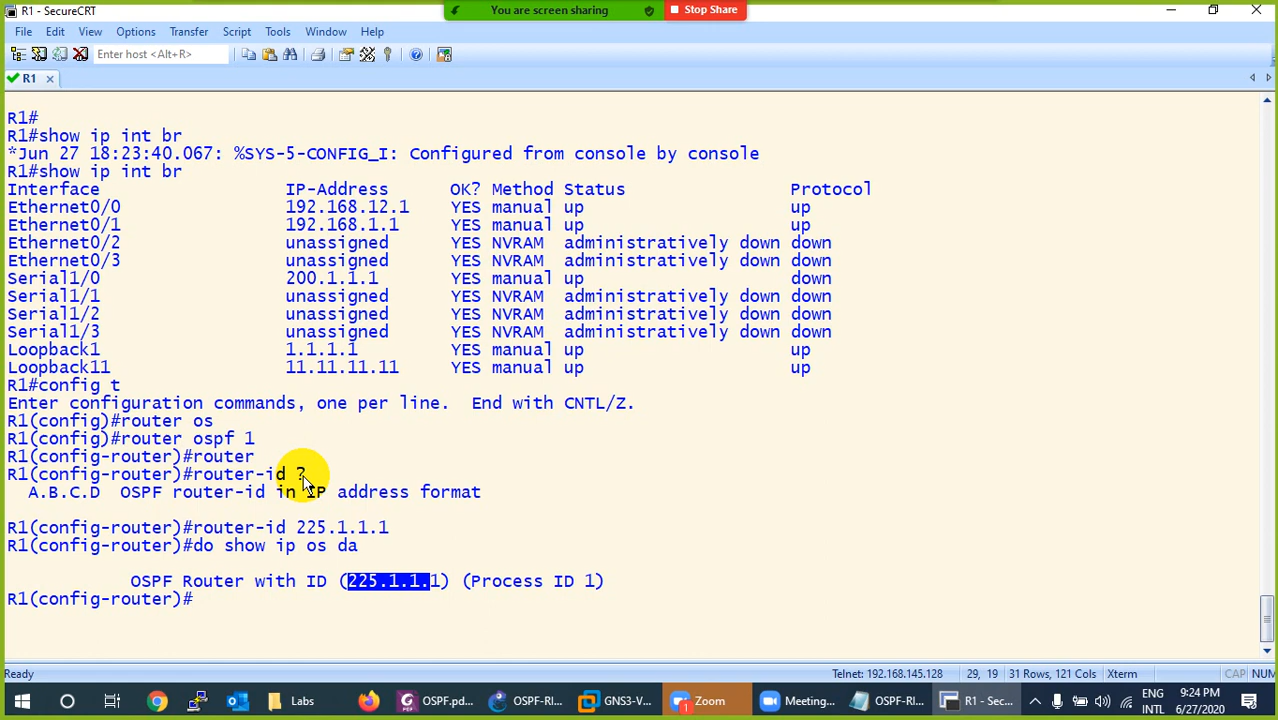 R1 - SecureCRT
You are screen sharing
Stop Share
File Edit View Options Transfer Script Tools Window Help
Enter host <Alt+R>
R1
R1#
R1#show ip int br
*Jun 27 18:23:40.067: %SYS-5-CONFIG_I: Configured from console by console
R1#show ip int br
Interface IP-Address OK? Method Status Protocol
Ethernet0/0 192.168.12.1 YES manual up up
Ethernet0/1 192.168.1.1 YES manual up up
Ethernet0/2 unassigned YES NVRAM administratively down down
Ethernet0/3 unassigned YES NVRAM administratively down down
Serial1/0 200.1.1.1 YES manual up down
Serial1/1 unassigned YES NVRAM administratively down down
Serial1/2 unassigned YES NVRAM administratively down down
Serial1/3 unassigned YES NVRAM administratively down down
Loopback1 1.1.1.1 YES manual up up
Loopback11 11.11.11.11 YES manual up up
R1#config t
Enter configuration commands, one per line. End with CNTL/Z.
R1(config)#router os
R1(config)#router ospf 1
R1(config-router)#router
R1(config-router)#router-id ?
A.B.C.D OSPF router-id in IP address format
R1(config-router)#router-id 225.1.1.1
R1(config-router)#do show ip os da
OSPF Router with ID (225.1.1.1) (Process ID 1)
R1(config-router)#
Ready Telnet: 192.168.145.128 29, 19 31 Rows, 121 Cols Xterm CAP NUM
Labs OSPF.pd... OSPF-RI... GNS3-V... Zoom 1 Meeting... OSPF-RI... R1 - Sec... ENG INTL 9:24 PM 6/27/2020